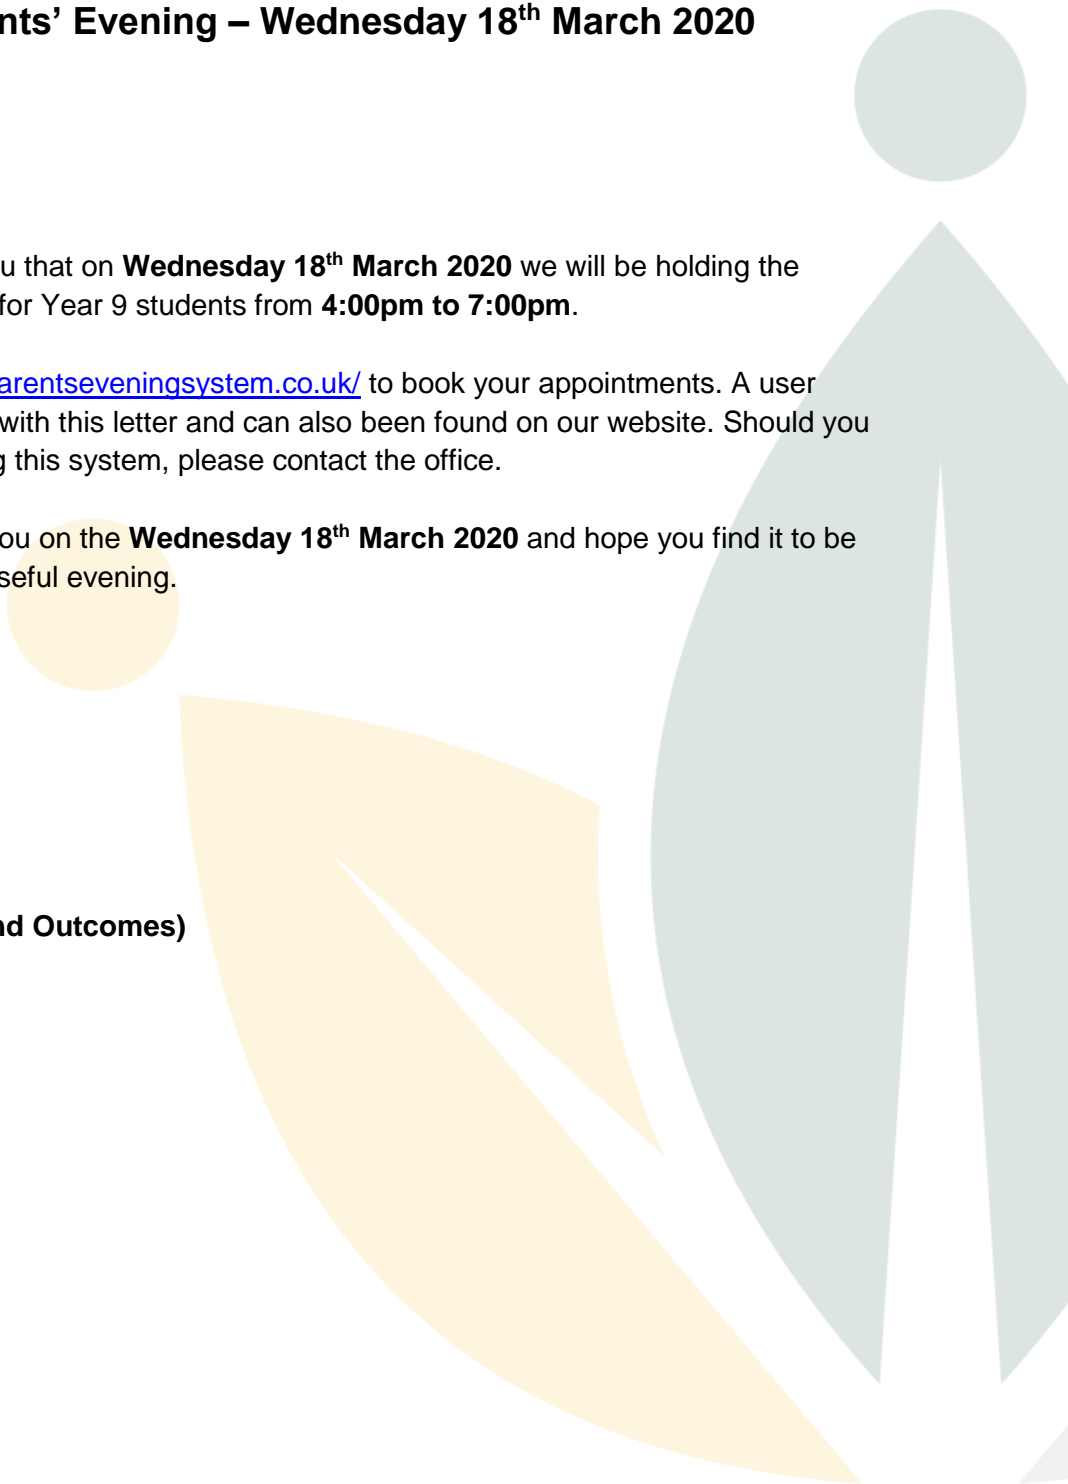 nts’ Evening – Wednesday 18th March 2020
u that on Wednesday 18th March 2020 we will be holding the
for Year 9 students from 4:00pm to 7:00pm.
arentseveningsystem.co.uk/ to book your appointments. A user
with this letter and can also been found on our website. Should you
g this system, please contact the office.
ou on the Wednesday 18th March 2020 and hope you find it to be
seful evening.
nd Outcomes)